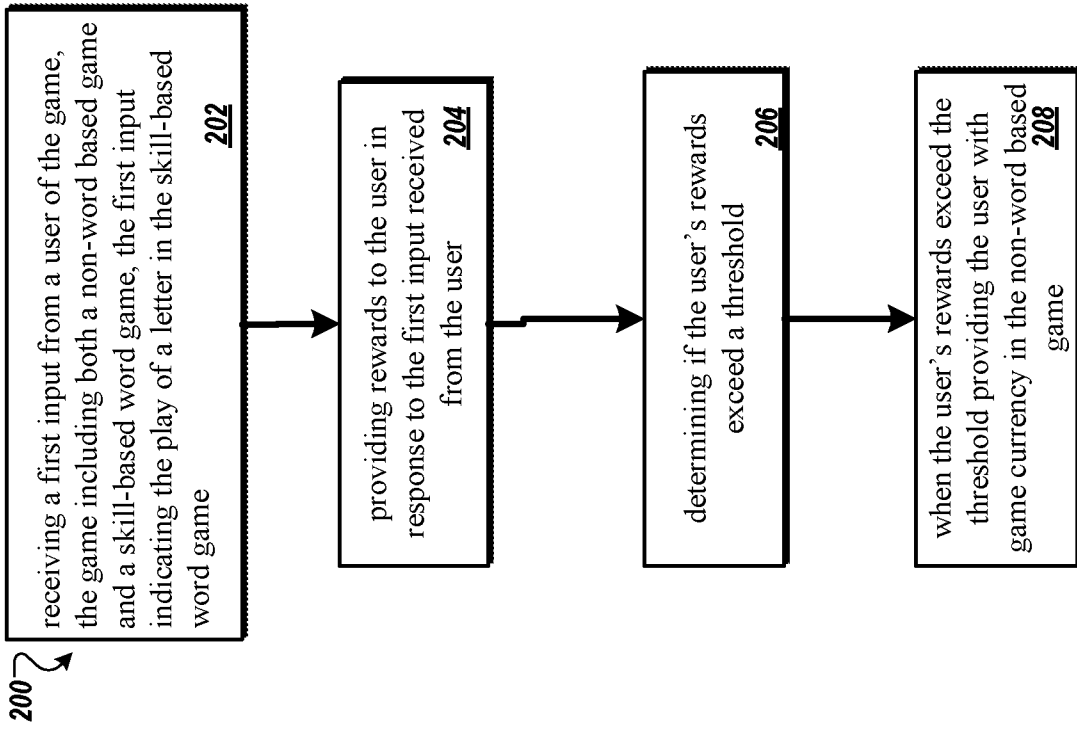 200
receiving a first input from a user of the game,
the game including both a non-word based game
and a skill-based word game, the first input
indicating the play of a letter in the skill-based
word game
202
providing rewards to the user in
response to the first input received
from the user
204
determining if the user's rewards
exceed a threshold
206
when the user's rewards exceed the
threshold providing the user with
game currency in the non-word based
game
208